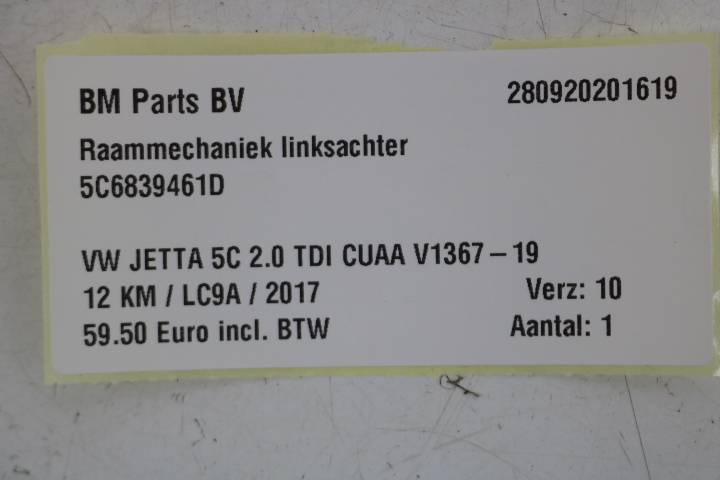 BM Parts BV 280920201619
Raammechaniek linksachter
5C6839461D
VW JETTA 5C 2.0 TDI CUAA V1367 – 19
12 KM / LC9A / 2017 Verz: 10
59.50 Euro incl. BTW Aantal: 1